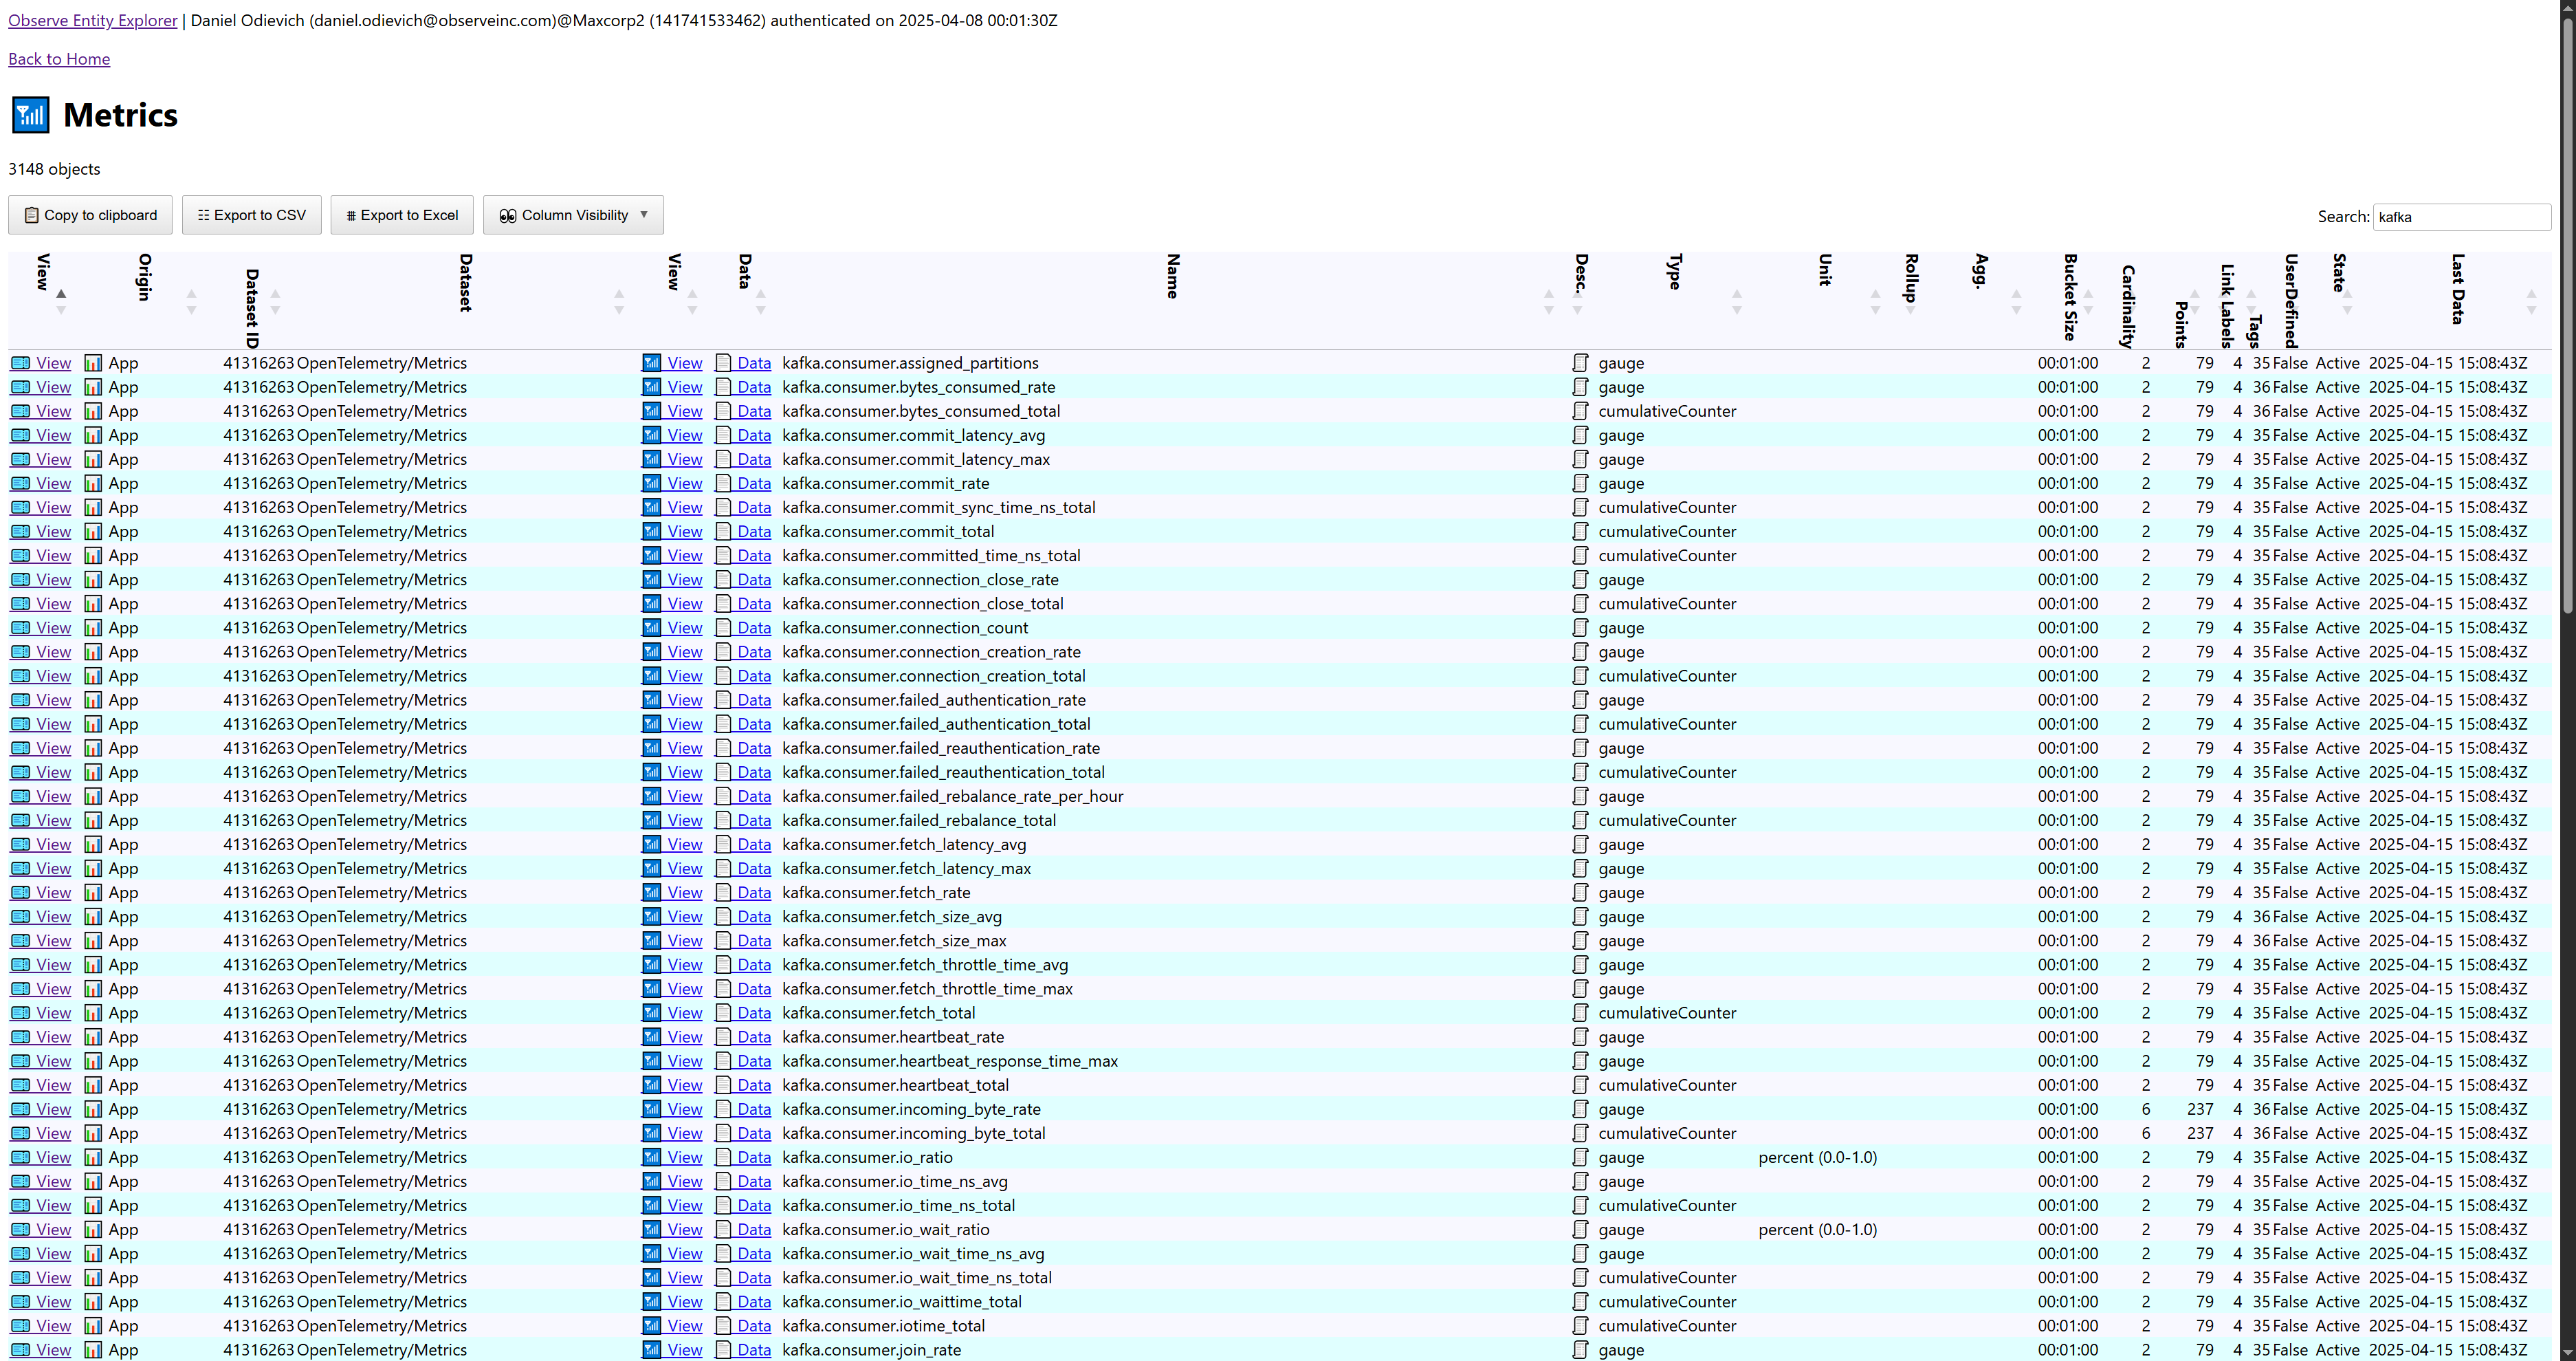 Observe Entity Explorer | Daniel Odievich (daniel.odievich@observeinc.com)@Maxcorp2 (141741533462) authenticated on 2025-04-08 00:01:30Z
Back to Home
Metrics
3148 objects
Copy to clipboard Export to CSV Export to Excel Column Visibility Search: kafka
View Origin Dataset ID Dataset View Data Name Desc. Type Unit Rollup Agg. Bucket Size Cardinality Points Link Labels Tags UserDefined State Last Data
View App 41316263 OpenTelemetry/Metrics View Data kafka.consumer.assigned_partitions gauge 00:01:00 2 79 4 35 False Active 2025-04-15 15:08:43Z
View App 41316263 OpenTelemetry/Metrics View Data kafka.consumer.bytes_consumed_rate gauge 00:01:00 2 79 4 36 False Active 2025-04-15 15:08:43Z
View App 41316263 OpenTelemetry/Metrics View Data kafka.consumer.bytes_consumed_total cumulativeCounter 00:01:00 2 79 4 36 False Active 2025-04-15 15:08:43Z
View App 41316263 OpenTelemetry/Metrics View Data kafka.consumer.commit_latency_avg gauge 00:01:00 2 79 4 35 False Active 2025-04-15 15:08:43Z
View App 41316263 OpenTelemetry/Metrics View Data kafka.consumer.commit_latency_max gauge 00:01:00 2 79 4 35 False Active 2025-04-15 15:08:43Z
View App 41316263 OpenTelemetry/Metrics View Data kafka.consumer.commit_rate gauge 00:01:00 2 79 4 35 False Active 2025-04-15 15:08:43Z
View App 41316263 OpenTelemetry/Metrics View Data kafka.consumer.commit_sync_time_ns_total cumulativeCounter 00:01:00 2 79 4 35 False Active 2025-04-15 15:08:43Z
View App 41316263 OpenTelemetry/Metrics View Data kafka.consumer.commit_total cumulativeCounter 00:01:00 2 79 4 35 False Active 2025-04-15 15:08:43Z
View App 41316263 OpenTelemetry/Metrics View Data kafka.consumer.committed_time_ns_total cumulativeCounter 00:01:00 2 79 4 35 False Active 2025-04-15 15:08:43Z
View App 41316263 OpenTelemetry/Metrics View Data kafka.consumer.connection_close_rate gauge 00:01:00 2 79 4 35 False Active 2025-04-15 15:08:43Z
View App 41316263 OpenTelemetry/Metrics View Data kafka.consumer.connection_close_total cumulativeCounter 00:01:00 2 79 4 35 False Active 2025-04-15 15:08:43Z
View App 41316263 OpenTelemetry/Metrics View Data kafka.consumer.connection_count gauge 00:01:00 2 79 4 35 False Active 2025-04-15 15:08:43Z
View App 41316263 OpenTelemetry/Metrics View Data kafka.consumer.connection_creation_rate gauge 00:01:00 2 79 4 35 False Active 2025-04-15 15:08:43Z
View App 41316263 OpenTelemetry/Metrics View Data kafka.consumer.connection_creation_total cumulativeCounter 00:01:00 2 79 4 35 False Active 2025-04-15 15:08:43Z
View App 41316263 OpenTelemetry/Metrics View Data kafka.consumer.failed_authentication_rate gauge 00:01:00 2 79 4 35 False Active 2025-04-15 15:08:43Z
View App 41316263 OpenTelemetry/Metrics View Data kafka.consumer.failed_authentication_total cumulativeCounter 00:01:00 2 79 4 35 False Active 2025-04-15 15:08:43Z
View App 41316263 OpenTelemetry/Metrics View Data kafka.consumer.failed_reauthentication_rate gauge 00:01:00 2 79 4 35 False Active 2025-04-15 15:08:43Z
View App 41316263 OpenTelemetry/Metrics View Data kafka.consumer.failed_reauthentication_total cumulativeCounter 00:01:00 2 79 4 35 False Active 2025-04-15 15:08:43Z
View App 41316263 OpenTelemetry/Metrics View Data kafka.consumer.failed_rebalance_rate_per_hour gauge 00:01:00 2 79 4 35 False Active 2025-04-15 15:08:43Z
View App 41316263 OpenTelemetry/Metrics View Data kafka.consumer.failed_rebalance_total cumulativeCounter 00:01:00 2 79 4 35 False Active 2025-04-15 15:08:43Z
View App 41316263 OpenTelemetry/Metrics View Data kafka.consumer.fetch_latency_avg gauge 00:01:00 2 79 4 35 False Active 2025-04-15 15:08:43Z
View App 41316263 OpenTelemetry/Metrics View Data kafka.consumer.fetch_latency_max gauge 00:01:00 2 79 4 35 False Active 2025-04-15 15:08:43Z
View App 41316263 OpenTelemetry/Metrics View Data kafka.consumer.fetch_rate gauge 00:01:00 2 79 4 35 False Active 2025-04-15 15:08:43Z
View App 41316263 OpenTelemetry/Metrics View Data kafka.consumer.fetch_size_avg gauge 00:01:00 2 79 4 36 False Active 2025-04-15 15:08:43Z
View App 41316263 OpenTelemetry/Metrics View Data kafka.consumer.fetch_size_max gauge 00:01:00 2 79 4 36 False Active 2025-04-15 15:08:43Z
View App 41316263 OpenTelemetry/Metrics View Data kafka.consumer.fetch_throttle_time_avg gauge 00:01:00 2 79 4 35 False Active 2025-04-15 15:08:43Z
View App 41316263 OpenTelemetry/Metrics View Data kafka.consumer.fetch_throttle_time_max gauge 00:01:00 2 79 4 35 False Active 2025-04-15 15:08:43Z
View App 41316263 OpenTelemetry/Metrics View Data kafka.consumer.fetch_total cumulativeCounter 00:01:00 2 79 4 35 False Active 2025-04-15 15:08:43Z
View App 41316263 OpenTelemetry/Metrics View Data kafka.consumer.heartbeat_rate gauge 00:01:00 2 79 4 35 False Active 2025-04-15 15:08:43Z
View App 41316263 OpenTelemetry/Metrics View Data kafka.consumer.heartbeat_response_time_max gauge 00:01:00 2 79 4 35 False Active 2025-04-15 15:08:43Z
View App 41316263 OpenTelemetry/Metrics View Data kafka.consumer.heartbeat_total cumulativeCounter 00:01:00 2 79 4 35 False Active 2025-04-15 15:08:43Z
View App 41316263 OpenTelemetry/Metrics View Data kafka.consumer.incoming_byte_rate gauge 00:01:00 6 237 4 36 False Active 2025-04-15 15:08:43Z
View App 41316263 OpenTelemetry/Metrics View Data kafka.consumer.incoming_byte_total cumulativeCounter 00:01:00 6 237 4 36 False Active 2025-04-15 15:08:43Z
View App 41316263 OpenTelemetry/Metrics View Data kafka.consumer.io_ratio gauge percent (0.0-1.0) 00:01:00 2 79 4 35 False Active 2025-04-15 15:08:43Z
View App 41316263 OpenTelemetry/Metrics View Data kafka.consumer.io_time_ns_avg gauge 00:01:00 2 79 4 35 False Active 2025-04-15 15:08:43Z
View App 41316263 OpenTelemetry/Metrics View Data kafka.consumer.io_time_ns_total cumulativeCounter 00:01:00 2 79 4 35 False Active 2025-04-15 15:08:43Z
View App 41316263 OpenTelemetry/Metrics View Data kafka.consumer.io_wait_ratio gauge percent (0.0-1.0) 00:01:00 2 79 4 35 False Active 2025-04-15 15:08:43Z
View App 41316263 OpenTelemetry/Metrics View Data kafka.consumer.io_wait_time_ns_avg gauge 00:01:00 2 79 4 35 False Active 2025-04-15 15:08:43Z
View App 41316263 OpenTelemetry/Metrics View Data kafka.consumer.io_wait_time_ns_total cumulativeCounter 00:01:00 2 79 4 35 False Active 2025-04-15 15:08:43Z
View App 41316263 OpenTelemetry/Metrics View Data kafka.consumer.io_waittime_total cumulativeCounter 00:01:00 2 79 4 35 False Active 2025-04-15 15:08:43Z
View App 41316263 OpenTelemetry/Metrics View Data kafka.consumer.iotime_total cumulativeCounter 00:01:00 2 79 4 35 False Active 2025-04-15 15:08:43Z
View App 41316263 OpenTelemetry/Metrics View Data kafka.consumer.join_rate gauge 00:01:00 2 79 4 35 False Active 2025-04-15 15:08:43Z